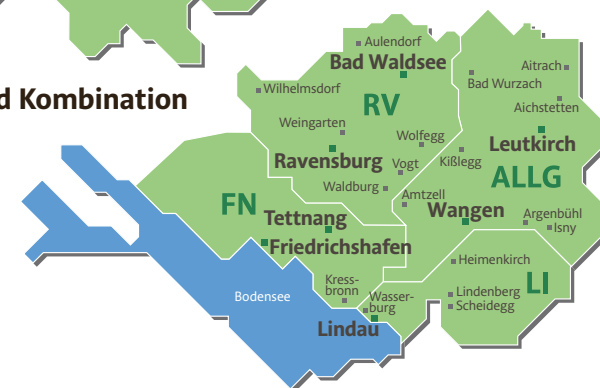 d Kombination
Aulendorf
Bad Waldsee
Aitrach
Bad Wurzach
Wilhelmsdorf
RV
Aichstetten
Weingarten
Wolfegg
Leutkirch
Ravensburg
Vogt
Kißlegg
ALLG
Waldburg
Amtzell
FN
Tettnang
Wangen
Argenbühl
Isny
Friedrichshafen
Heimenkirch
Kress-
bronn
LI
Bodensee
Wasser-
burg
Lindenberg
Scheidegg
Lindau